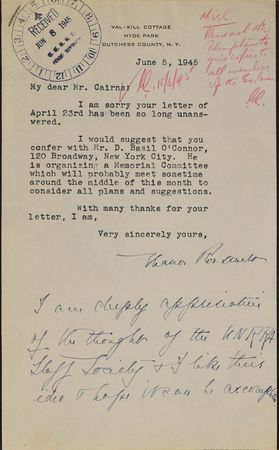 VAL-KILL COTTAGE
HYDE PARK
DUTCHESS COUNTY, N. Y.
RECEIVED
JUN 8 1945
June 5, 1945
My dear Mr. Cairns:
I am sorry your letter of
April 23rd has been so long unans-
wered.
I would suggest that you
confer with Mr. D. Basil O'Connor,
120 Broadway, New York City. He
is organizing a Memorial Committee
which will probably meet sometime
around the middle of this month to
consider all plans and suggestions.
With many thanks for your
letter, I am,
Very sincerely yours,
Eleanor Roosevelt
I am deeply appreciative
of the thought of the UNRRA
Staff Society & I like their
idea & hope it can be